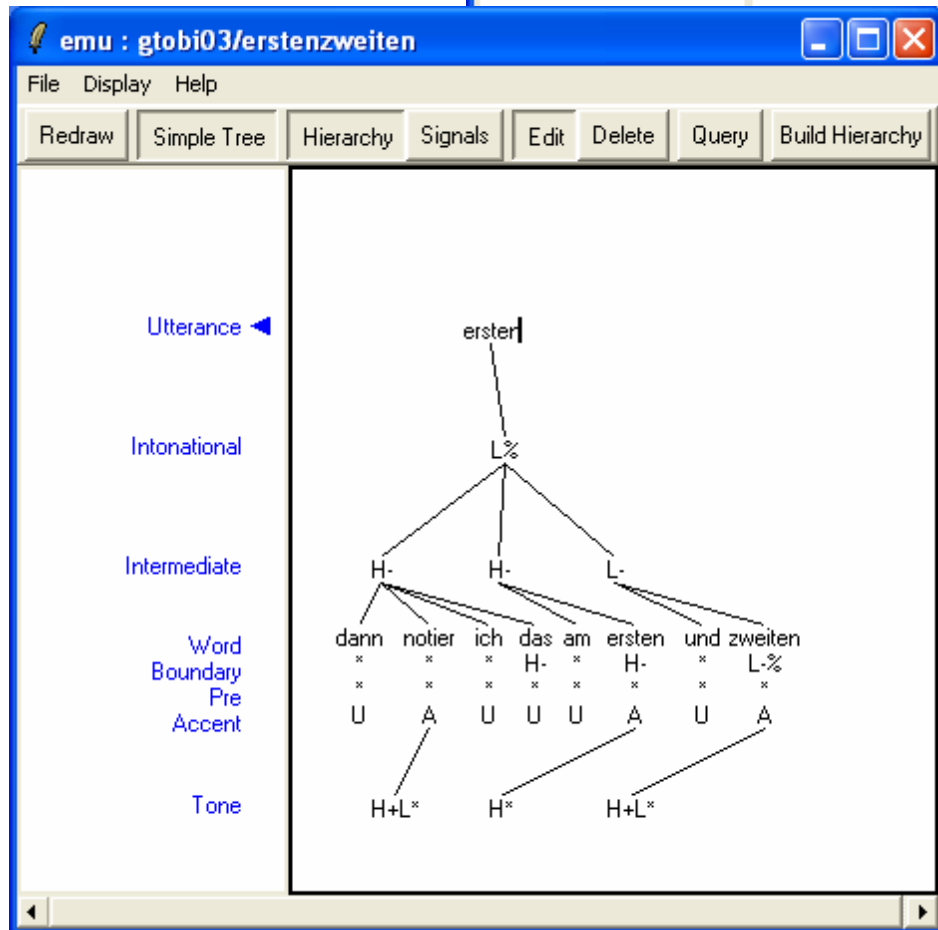 emu : gtobi03/erstenzweiten
File Display Help
Redraw Simple Tree Hierarchy Signals Edit Delete Query Build Hierarchy
Utterance ersten
Intonational L%
Intermediate H- H- L-
Word dann notier ich das am ersten und zweiten
Boundary * * * H- * H- * L-%
Pre * * * * * * * *
Accent U A U U U A U A
Tone H+L* H* H+L*